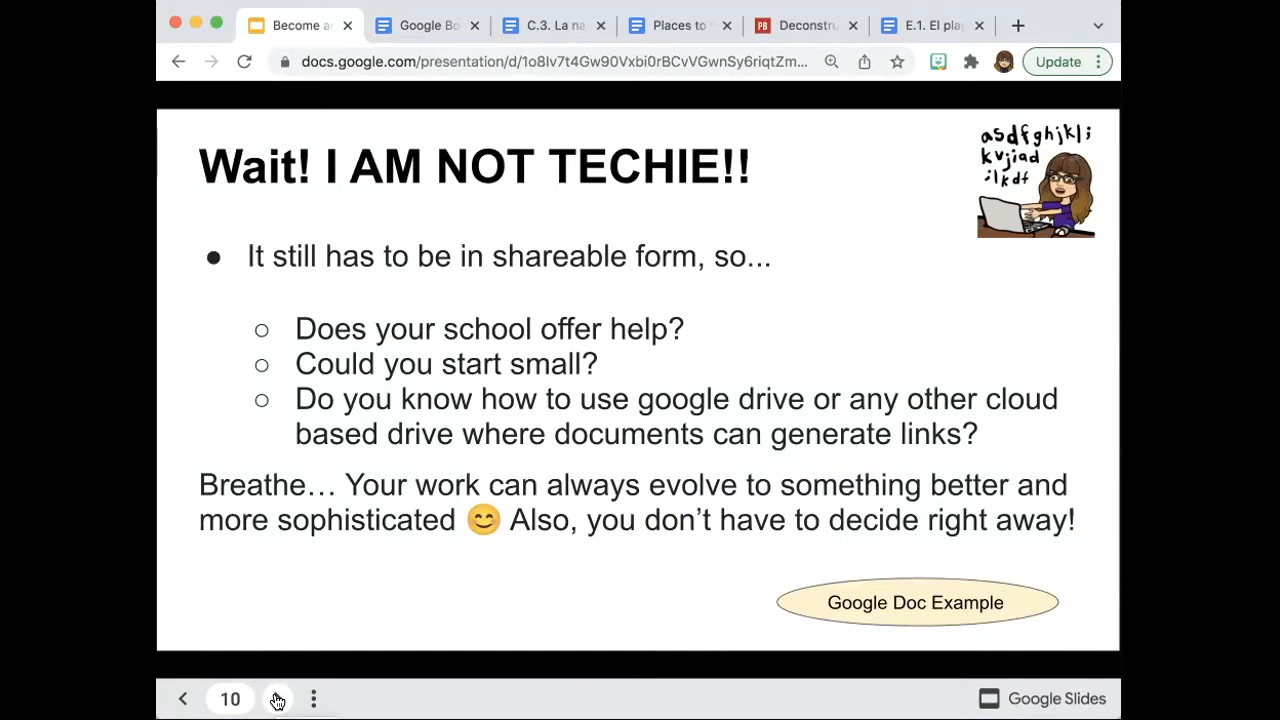 Become a
Google Bo
C.3. La na
Places to
PB
Deconstru
E.1. El pla
docs.google.com/presentation/d/1o8Iv7t4Gw90Vxbi0rBCvVGwnSy6riqtZm...
Update
Wait! I AM NOT TECHIE!!
asdfghjkl;
kvjiad
;lkdf
● It still has to be in shareable form, so...
○ Does your school offer help?
○ Could you start small?
○ Do you know how to use google drive or any other cloud
based drive where documents can generate links?
Breathe… Your work can always evolve to something better and
more sophisticated 😊 Also, you don’t have to decide right away!
Google Doc Example
10
Google Slides